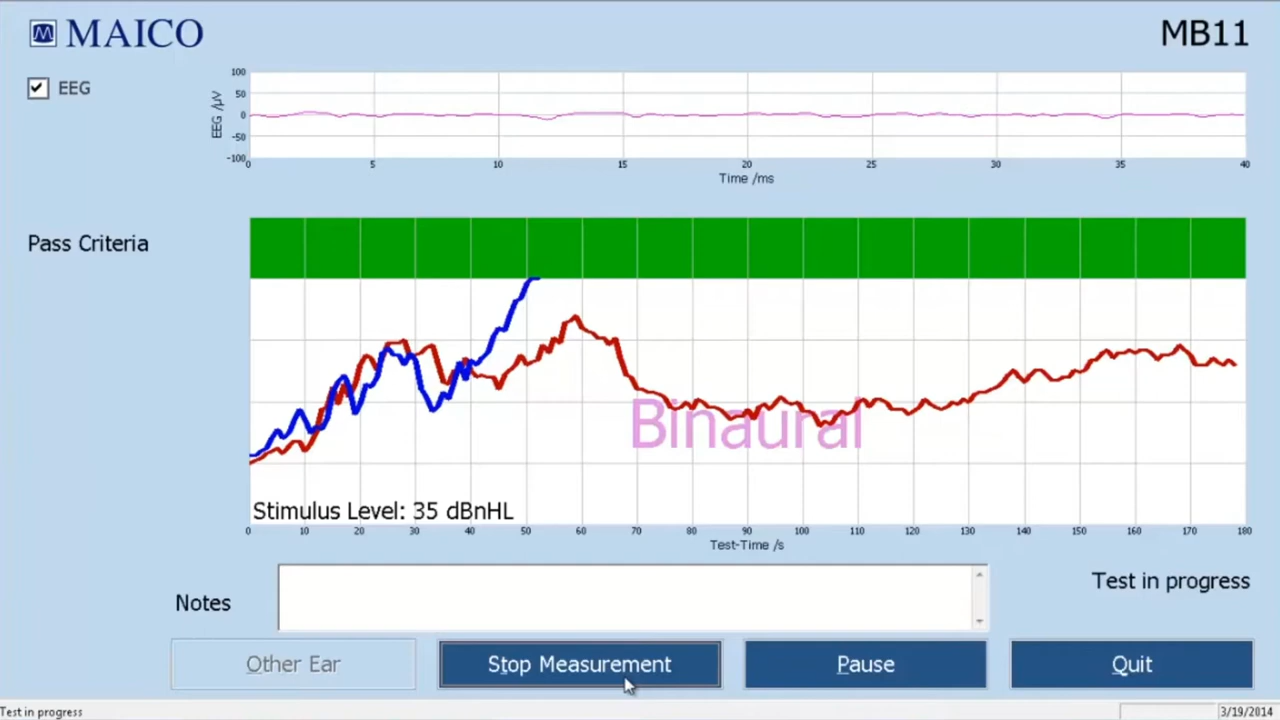 MAICO
MB11
EEG
EEG /µV
100
50
0
-50
-100
0 5 10 15 20 25 30 35 40
Time /ms
Pass Criteria
Binaural
Stimulus Level: 35 dBnHL
0 10 20 30 40 50 60 70 80 90 100 110 120 130 140 150 160 170 180
Test-Time /s
Test in progress
Notes
Other Ear
Stop Measurement
Pause
Quit
Test in progress
3/19/2014